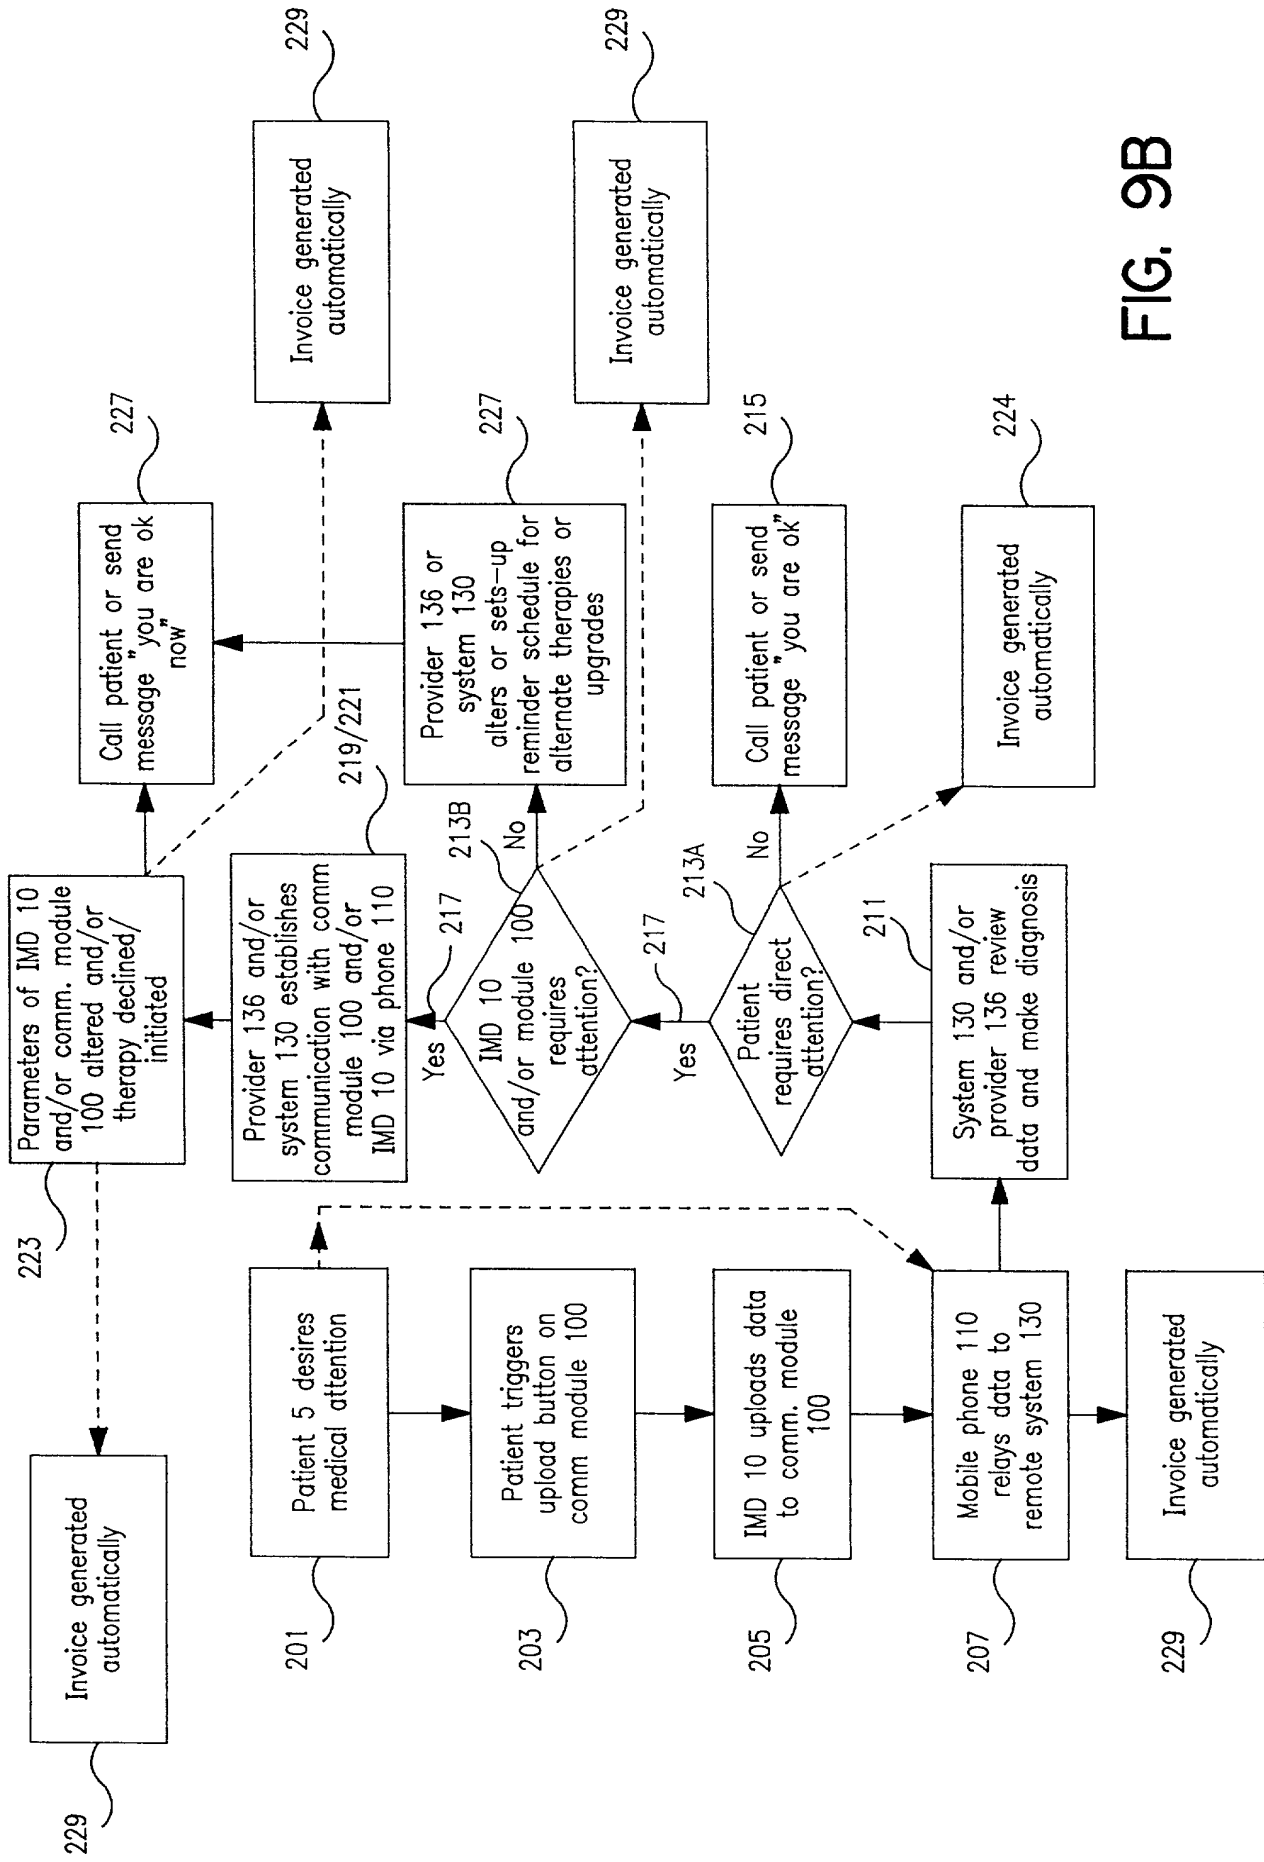 229
Invoice generated
automatically
223
Parameters of IMD 10
and/or comm. module
100 altered and/or
therapy declined/
initiated
Call patient or send
message "you are ok
now"
227
Invoice generated
automatically
229
201
Patient 5 desires
medical attention
Provider 136 and/or
system 130 establishes
communication with comm
module 100 and/or
IMD 10 via phone 110
219/221
217
Yes
203
Patient triggers
upload button on
comm module 100
IMD 10
and/or module 100
requires
attention?
213B
No
Provider 136 or
system 130
alters or sets-up
reminder schedule for
alternate therapies or
upgrades
227
Invoice generated
automatically
229
217
Yes
205
IMD 10 uploads data
to comm. module
100
Patient
requires direct
attention?
213A
No
Call patient or send
message "you are ok"
215
207
Mobile phone 110
relays data to
remote system 130
System 130 and/or
provider 136 review
data and make diagnosis
211
Invoice generated
automatically
224
229
Invoice generated
automatically
FIG. 9B